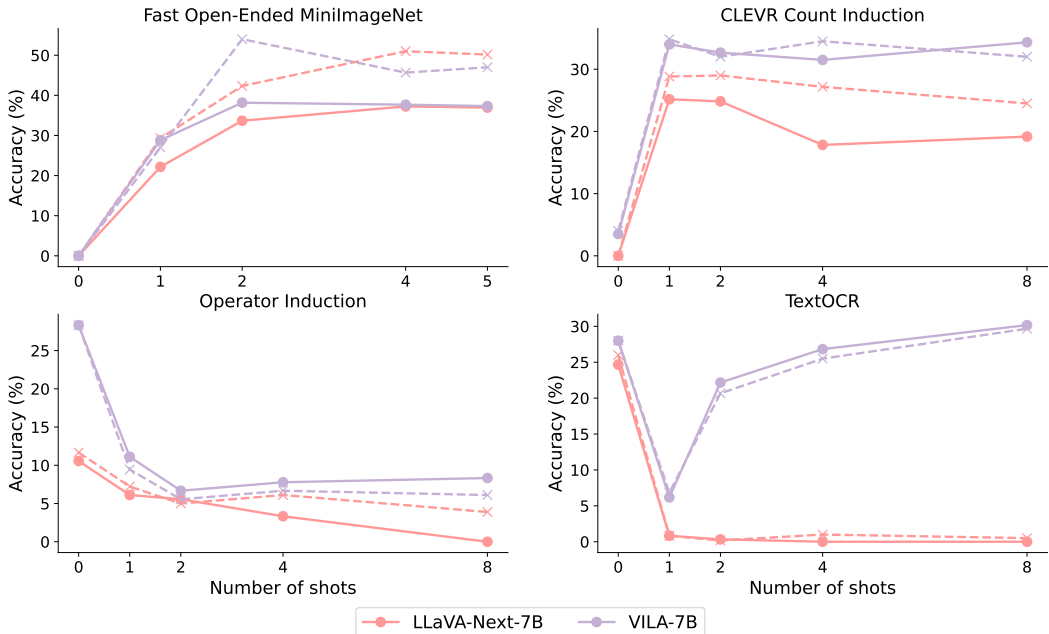 Fast Open-Ended MiniImageNet
Accuracy (%)
50
40
30
20
10
0
0 1 2 4 5
CLEVR Count Induction
Accuracy (%)
30
20
10
0
0 1 2 4 8
Operator Induction
Accuracy (%)
25
20
15
10
5
0
0 1 2 4 8
Number of shots
TextOCR
Accuracy (%)
30
25
20
15
10
5
0
0 1 2 4 8
Number of shots
LLaVA-Next-7B VILA-7B